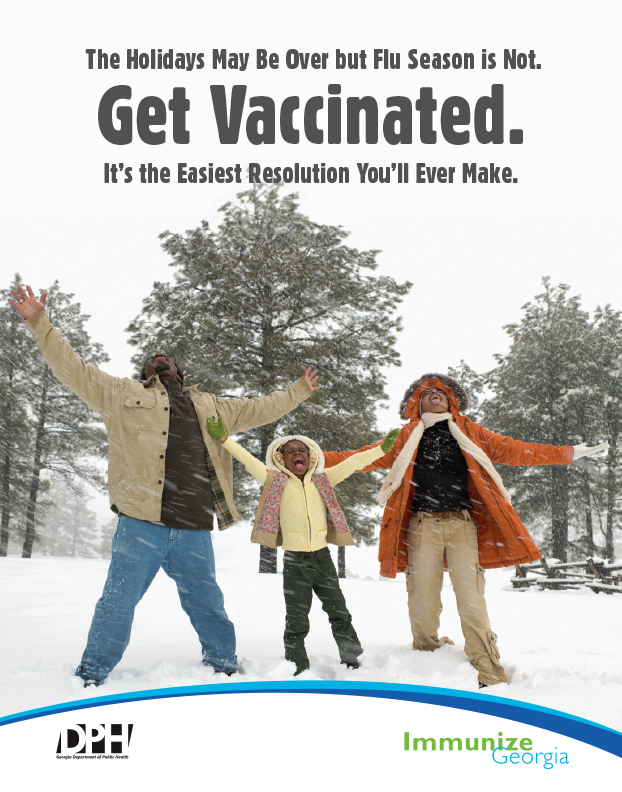 The Holidays May Be Over but Flu Season is Not.
Get Vaccinated.
It's the Easiest Resolution You'll Ever Make.
DPH
Georgia Department of Public Health
Immunize
Georgia